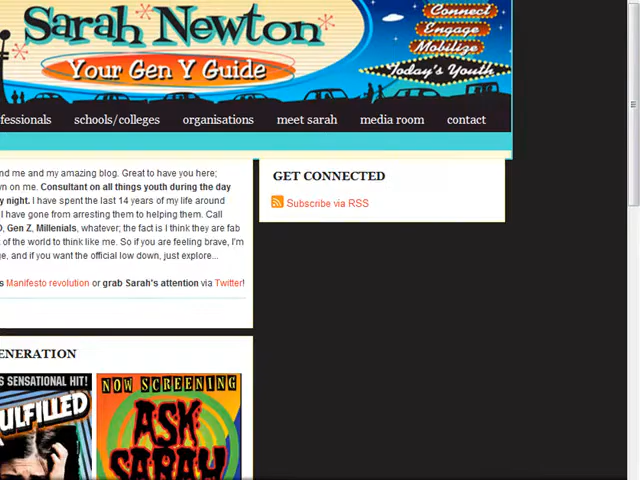 Sarah Newton
Your Gen Y Guide
Connect
Engage
Mobilize
Today's Youth
fessionals schools/colleges organisations meet sarah media room contact
nd me and my amazing blog. Great to have you here;
wn on me. Consultant on all things youth during the day
y night. I have spent the last 14 years of my life around
I have gone from arresting them to helping them. Call
Gen Z, Millenials, whatever; the fact is I think they are fab
t of the world to think like me. So if you are feeling brave, I'm
ge, and if you want the official low down, just explore...
s Manifesto revolution or grab Sarah's attention via Twitter!
GET CONNECTED
Subscribe via RSS
ENERATION
S SENSATIONAL HIT!
ULFILLED
NOW SCREENING
ASK
SARAH